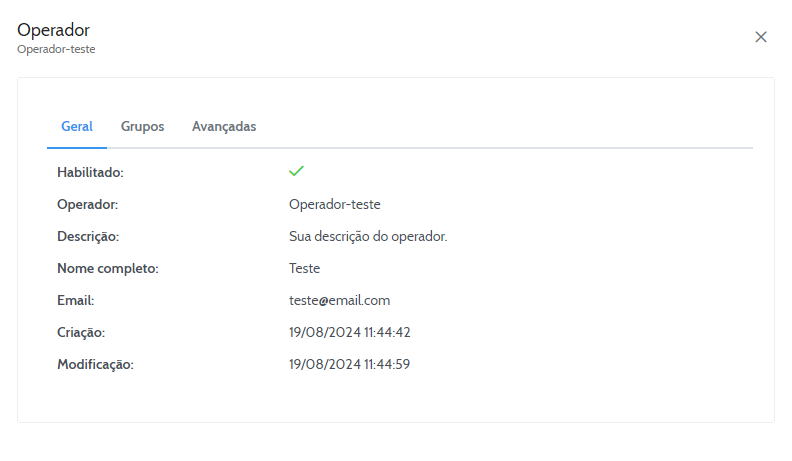 Operador
Operador-teste
Geral Grupos Avançadas
Habilitado:
Operador: Operador-teste
Descrição: Sua descrição do operador.
Nome completo: Teste
Email: teste@email.com
Criação: 19/08/2024 11:44:42
Modificação: 19/08/2024 11:44:59